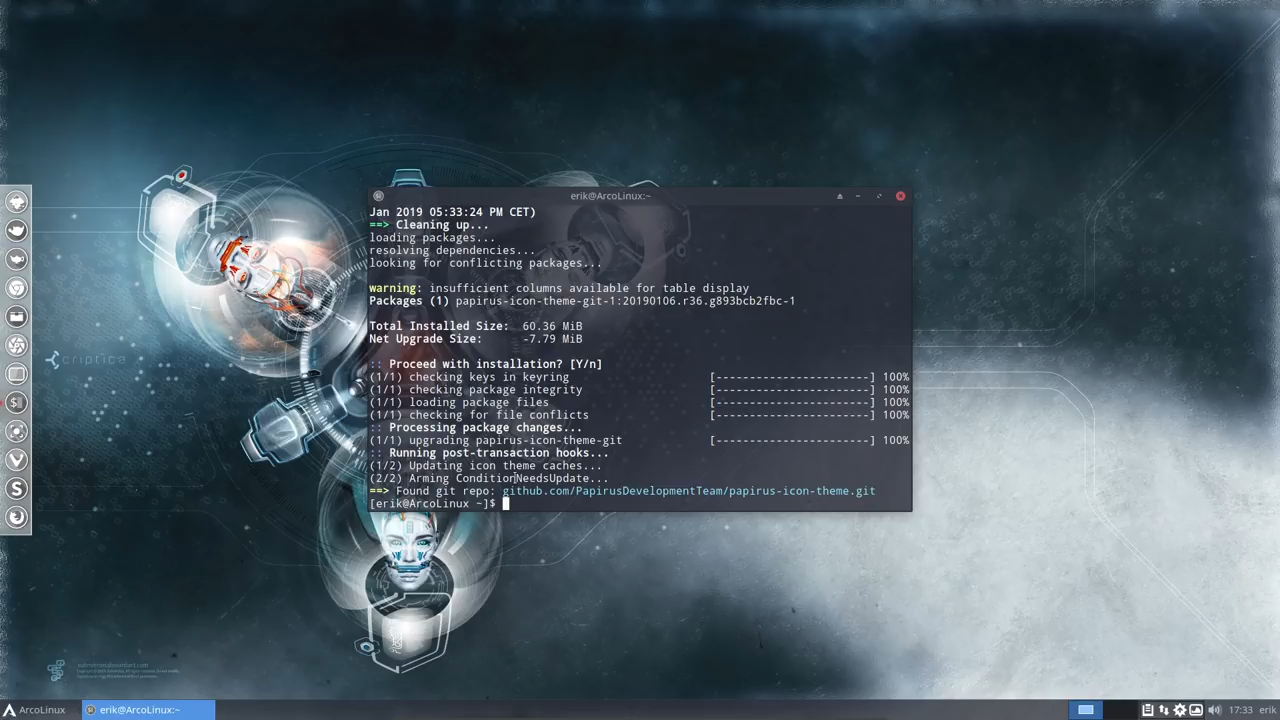 erik@ArcoLinux:~
Jan 2019 05:33:24 PM CET)
==> Cleaning up...
loading packages...
resolving dependencies...
looking for conflicting packages...
warning: insufficient columns available for table display
Packages (1) papirus-icon-theme-git-1:20190106.r36.g893bcb2fbc-1
Total Installed Size:  60.36 MiB
Net Upgrade Size:      -7.79 MiB
:: Proceed with installation? [Y/n]
(1/1) checking keys in keyring [----------------------] 100%
(1/1) checking package integrity [----------------------] 100%
(1/1) loading package files [----------------------] 100%
(1/1) checking for file conflicts [----------------------] 100%
:: Processing package changes...
(1/1) upgrading papirus-icon-theme-git [----------------------] 100%
:: Running post-transaction hooks...
(1/2) Updating icon theme caches...
(2/2) Arming ConditionNeedsUpdate...
==> Found git repo: github.com/PapirusDevelopmentTeam/papirus-icon-theme.git
[erik@ArcoLinux ~]$
criptica
ArcoLinux
erik@ArcoLinux:~
17:33
erik